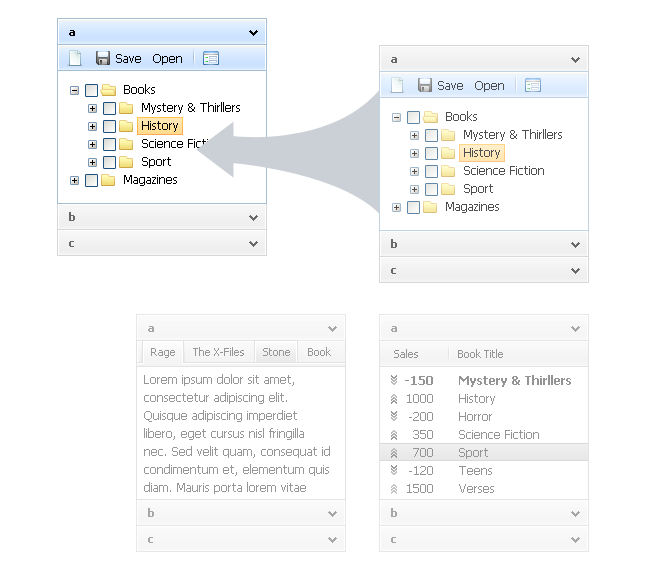 a
Save Open
Books
Mystery & Thirllers
History
Science Ficti
Sport
Magazines
b
c
a
Save Open
Books
Mystery & Thirllers
History
Science Fiction
Sport
Magazines
b
c
a
Rage The X-Files Stone Book
Lorem ipsum dolor sit amet,
consectetur adipiscing elit.
Quisque adipiscing imperdiet
libero, eget cursus nisl fringilla
nec. Sed velit quam, consequat id
condimentum et, elementum quis
diam. Mauris porta lorem vitae
b
c
a
Sales Book Title
-150 Mystery & Thirllers
1000 History
-200 Horror
350 Science Fiction
700 Sport
-120 Teens
1500 Verses
b
c